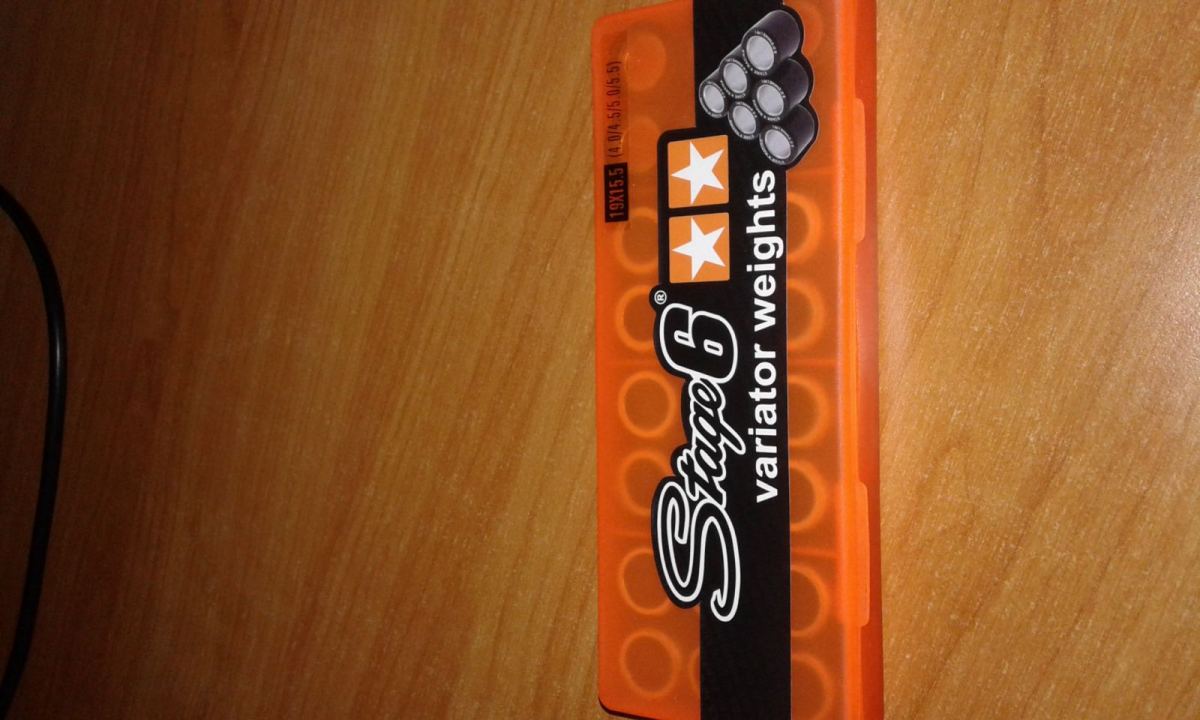 19X15.5 (4.0/4.5/5.0/5.5)
Stage6®
variator weights